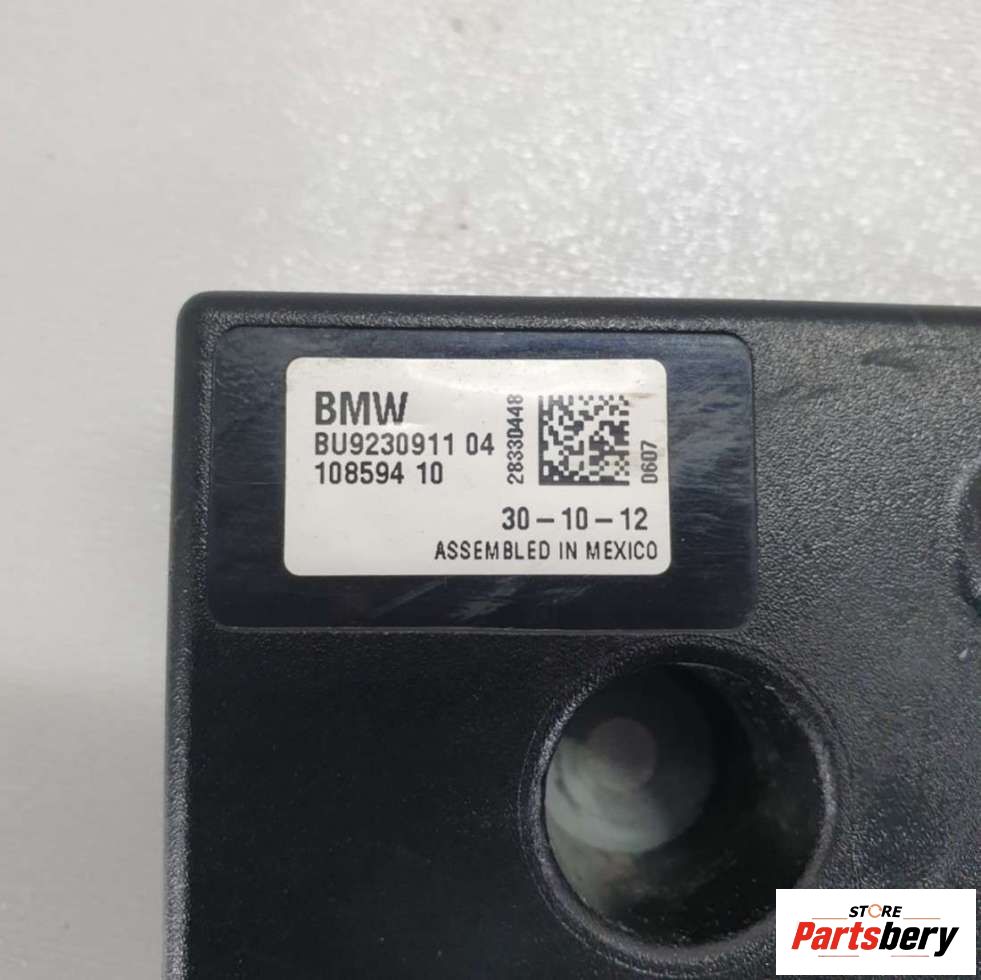 BMW
BU9230911 04
108594 10
28330448
0607
30-10-12
ASSEMBLED IN MEXICO
STORE
Partsbery